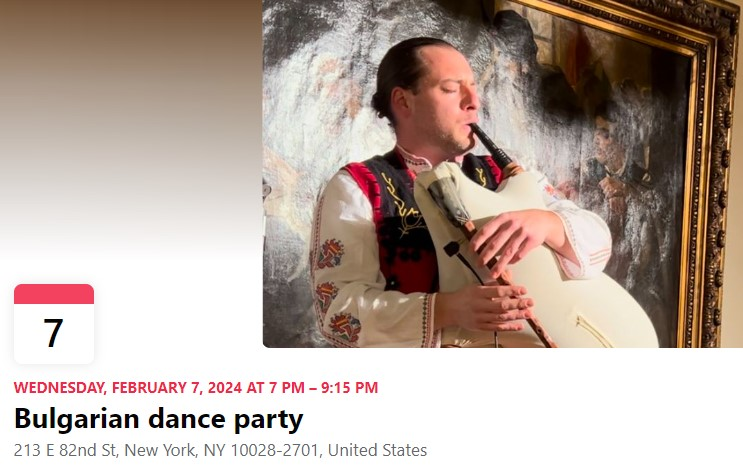 7
WEDNESDAY, FEBRUARY 7, 2024 AT 7 PM – 9:15 PM
Bulgarian dance party
213 E 82nd St, New York, NY 10028-2701, United States